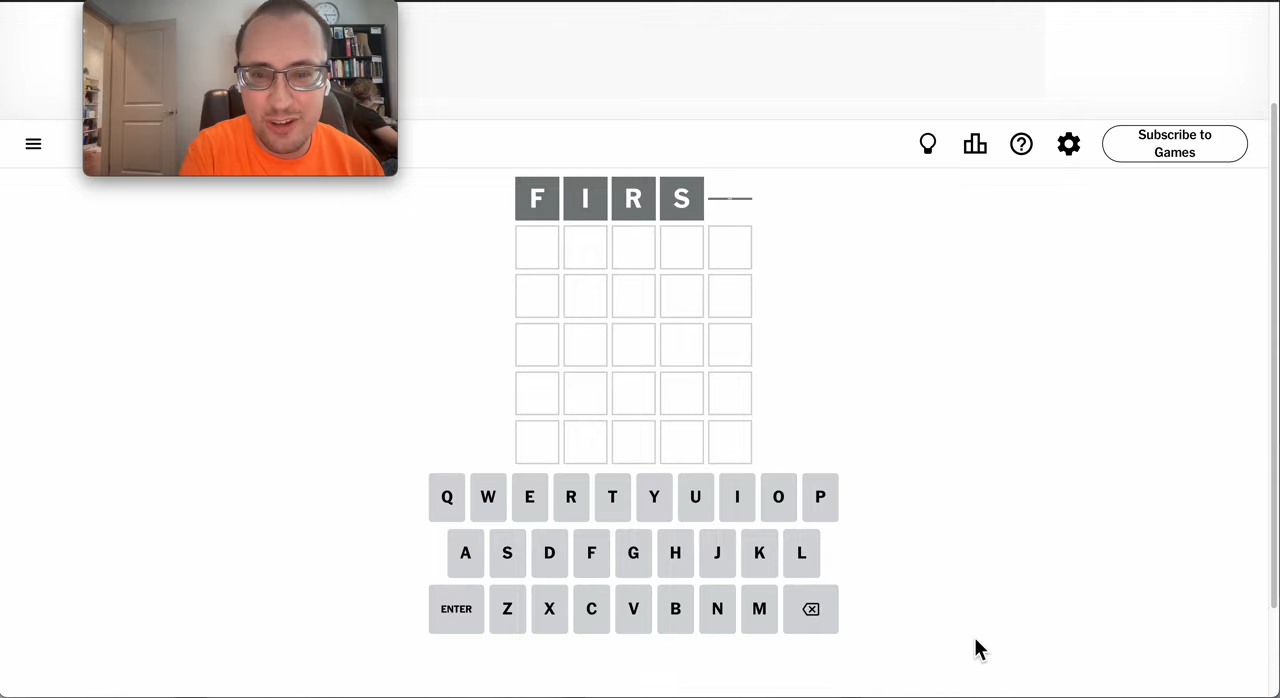 Subscribe to
Games
F I R S
Q W E R T Y U I O P
A S D F G H J K L
ENTER Z X C V B N M